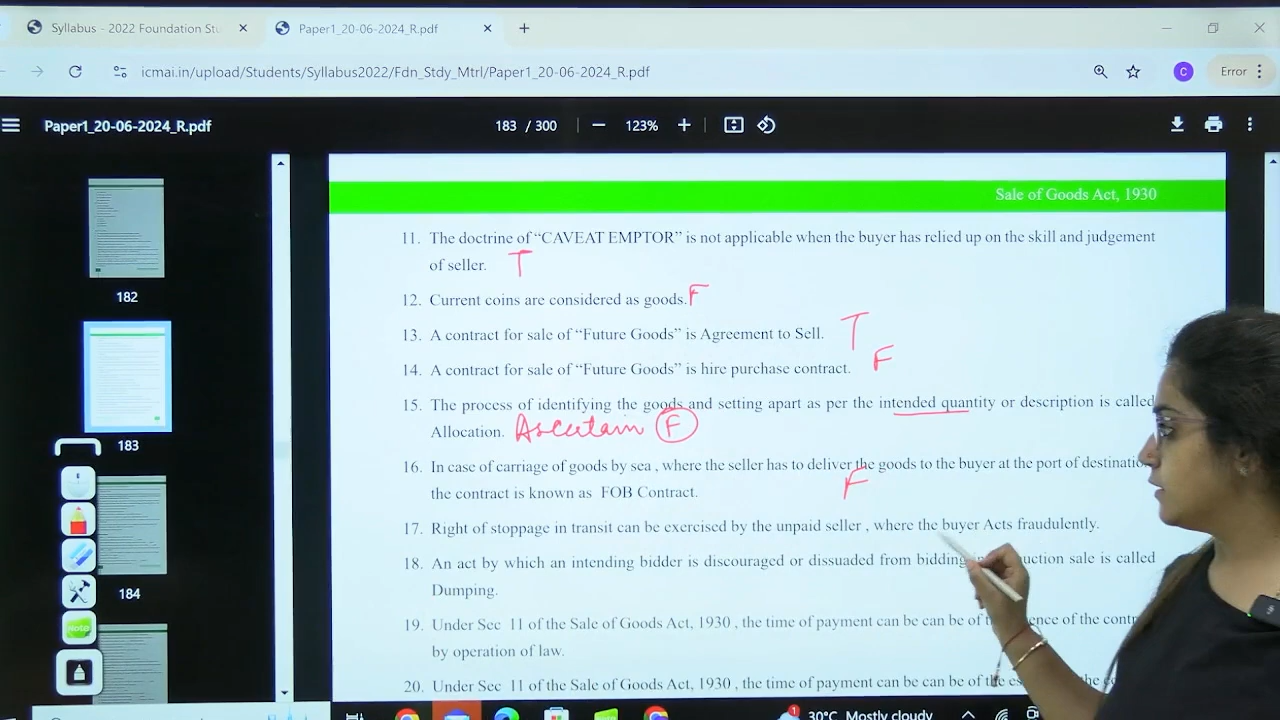 Syllabus - 2022 Foundation Stu
Paper1_20-06-2024_R.pdf
icmai.in/upload/Students/Syllabus2022/Fdn_Stdy_Mtrl/Paper1_20-06-2024_R.pdf
C
Error
Paper1_20-06-2024_R.pdf
183 / 300
123%
182
183
184
Sale of Goods Act, 1930
11. The doctrine of “CAVEAT EMPTOR” is not applicable when the buyer has relied up on the skill and judgement
of seller. T
12. Current coins are considered as goods. F
13. A contract for sale of “Future Goods” is Agreement to Sell. T
14. A contract for sale of “Future Goods” is hire purchase contract. F
15. The process of identifying the goods and setting apart as per the intended quantity or description is called
Allocation. Ascertain F
16. In case of carriage of goods by sea , where the seller has to deliver the goods to the buyer at the port of destinatio
the contract is known as FOB Contract. F
17. Right of stoppage in transit can be exercised by the unpaid seller , where the buyer Acts fraudulently.
18. An act by which an intending bidder is discouraged or dissuaded from bidding uction sale is called
Dumping.
19. Under Sec 11 of the Sale of Goods Act, 1930 , the time of payment can be can be of ence of the contr
by operation of law.
20. Under Sec 11 of the Sale of Goods Act, 1930 , the time of payment can be can be of the
30°C Mostly cloudy